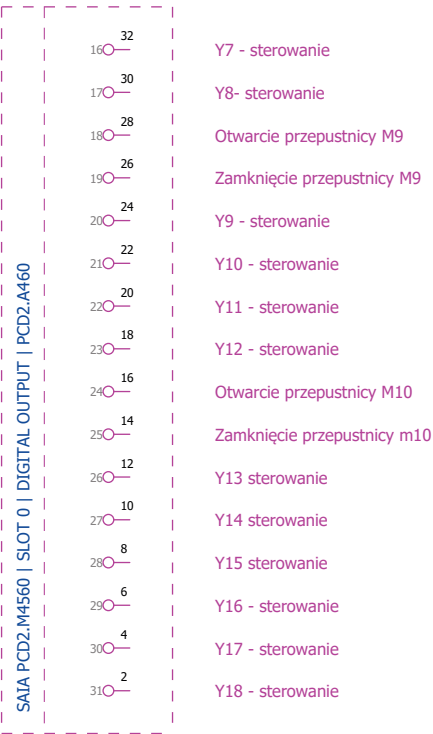 32
16 Y7 - sterowanie
30
17 Y8- sterowanie
28
18 Otwarcie przepustnicy M9
26
19 Zamknięcie przepustnicy M9
24
20 Y9 - sterowanie
22
21 Y10 - sterowanie
20
22 Y11 - sterowanie
18
23 Y12 - sterowanie
16
24 Otwarcie przepustnicy M10
14
25 Zamknięcie przepustnicy m10
12
26 Y13 sterowanie
10
27 Y14 sterowanie
8
28 Y15 sterowanie
6
29 Y16 - sterowanie
4
30 Y17 - sterowanie
2
31 Y18 - sterowanie
SAIA PCD2.M4560 | SLOT 0 | DIGITAL OUTPUT | PCD2.A460